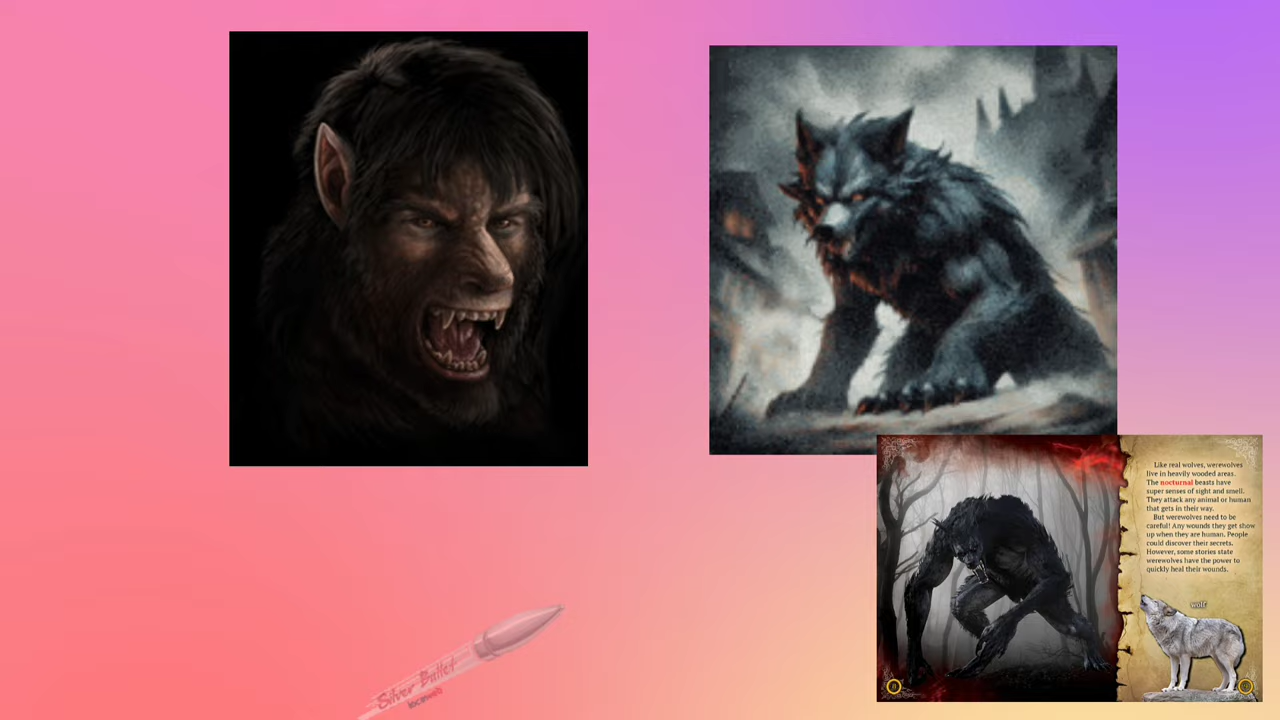 Silver Bullet
Like real wolves, werewolves
live in heavily wooded areas.
The nocturnal beasts have
super senses of sight and smell.
They attack any animal or human
that gets in their way.
But werewolves need to be
careful! Any wounds they get show
up when they are human. People
could discover their secrets.
However, some stories state
werewolves have the power to
quickly heal their wounds.
wolf
8